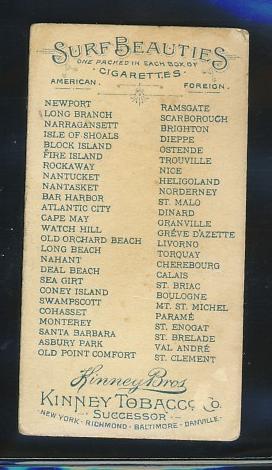 SURF BEAUTIES
ONE PACKED IN EACH BOX OF
CIGARETTES.
AMERICAN. FOREIGN.
NEWPORT
LONG BRANCH
NARRAGANSETT
ISLE OF SHOALS
BLOCK ISLAND
FIRE ISLAND
ROCKAWAY
NANTUCKET
NANTASKET
BAR HARBOR
ATLANTIC CITY
CAPE MAY
WATCH HILL
OLD ORCHARD BEACH
LONG BEACH
NAHANT
DEAL BEACH
SEA GIRT
CONEY ISLAND
SWAMPSCOTT
COHASSET
MONTEREY
SANTA BARBARA
ASBURY PARK
OLD POINT COMFORT
RAMSGATE
SCARBOROUGH
BRIGHTON
DIEPPE
OSTENDE
TROUVILLE
NICE
HELIGOLAND
NORDERNEY
ST. MALO
DINARD
GRANVILLE
GRÈVE D'AZETTE
LIVORNO
TORQUAY
CHEREBOURG
CALAIS
ST. BRIAC
BOULOGNE
MT. ST. MICHEL
PARAMÉ
ST. ENOGAT
ST. BRELADE
VAL ANDRÉ
ST. CLEMENT
Kinney Bros
KINNEY TOBACCO CO.
SUCCESSOR
NEW YORK · RICHMOND · BALTIMORE · DANVILLE ·